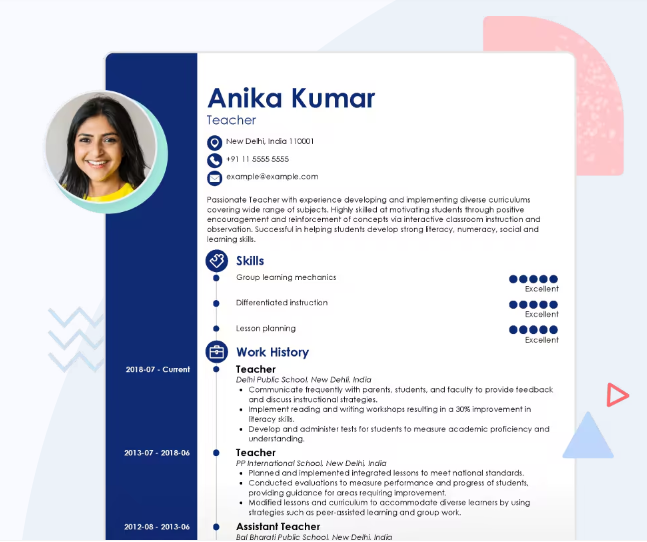 Anika Kumar
Teacher
New Delhi, India 110001
+91 11 5555 5555
example@example.com
Passionate Teacher with experience developing and implementing diverse curriculums
covering wide range of subjects. Highly skilled at motivating students through positive
encouragement and reinforcement of concepts via interactive classroom instruction and
observation. Successful in helping students develop strong literacy, numeracy, social and
learning skills.
Skills
Group learning mechanics
Excellent
Differentiated instruction
Excellent
Lesson planning
Excellent
Work History
2018-07 - Current
Teacher
Delhi Public School, New Dehli, India
• Communicate frequently with parents, students, and faculty to provide feedback
and discuss instructional strategies.
• Implement reading and writing workshops resulting in a 30% improvement in
literacy skills.
• Develop and administer tests for students to measure academic proficiency and
understanding.
2013-07 - 2018-06
Teacher
PP International School, New Delhi, India
• Planned and implemented integrated lessons to meet national standards.
• Conducted evaluations to measure performance and progress of students,
providing guidance for areas requiring improvement.
• Modified lessons and curriculum to accommodate diverse learners by using
strategies such as peer-assisted learning and group work.
2012-08 - 2013-06
Assistant Teacher
Bal Bharati Public School, New Delhi, India